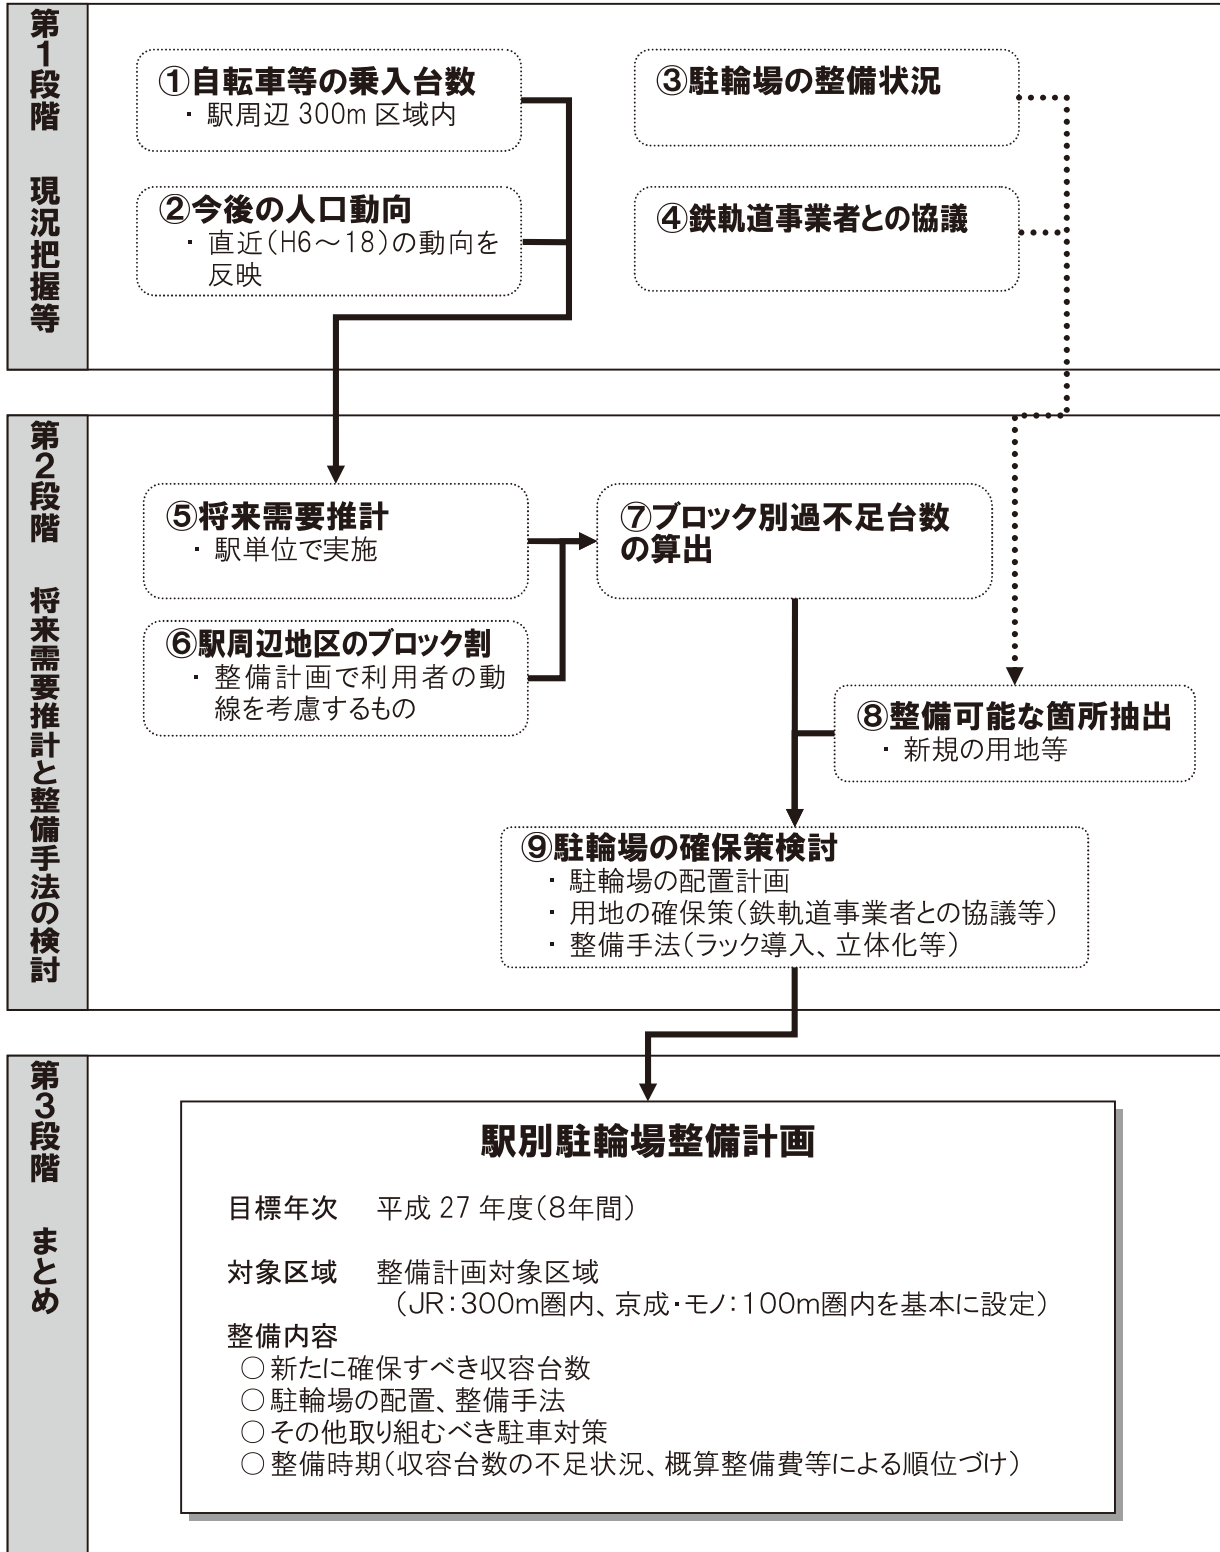 第1段階 現況把握等
①自転車等の乗入台数
・ 駅周辺 300m 区域内
②今後の人口動向
・ 直近（H6～18）の動向を
反映
③駐輪場の整備状況
④鉄軌道事業者との協議
第2段階 将来需要推計と整備手法の検討
⑤将来需要推計
・ 駅単位で実施
⑥駅周辺地区のブロック割
・ 整備計画で利用者の動
線を考慮するもの
⑦ブロック別過不足台数
の算出
⑧整備可能な箇所抽出
・ 新規の用地等
⑨駐輪場の確保策検討
・ 駐輪場の配置計画
・ 用地の確保策（鉄軌道事業者との協議等）
・ 整備手法（ラック導入、立体化等）
第3段階 まとめ
駅別駐輪場整備計画
目標年次 平成 27 年度（8年間）
対象区域 整備計画対象区域
（JR：300m圏内、京成・モノ：100m圏内を基本に設定）
整備内容
○新たに確保すべき収容台数
○駐輪場の配置、整備手法
○その他取り組むべき駐車対策
○整備時期（収容台数の不足状況、概算整備費等による順位づけ）